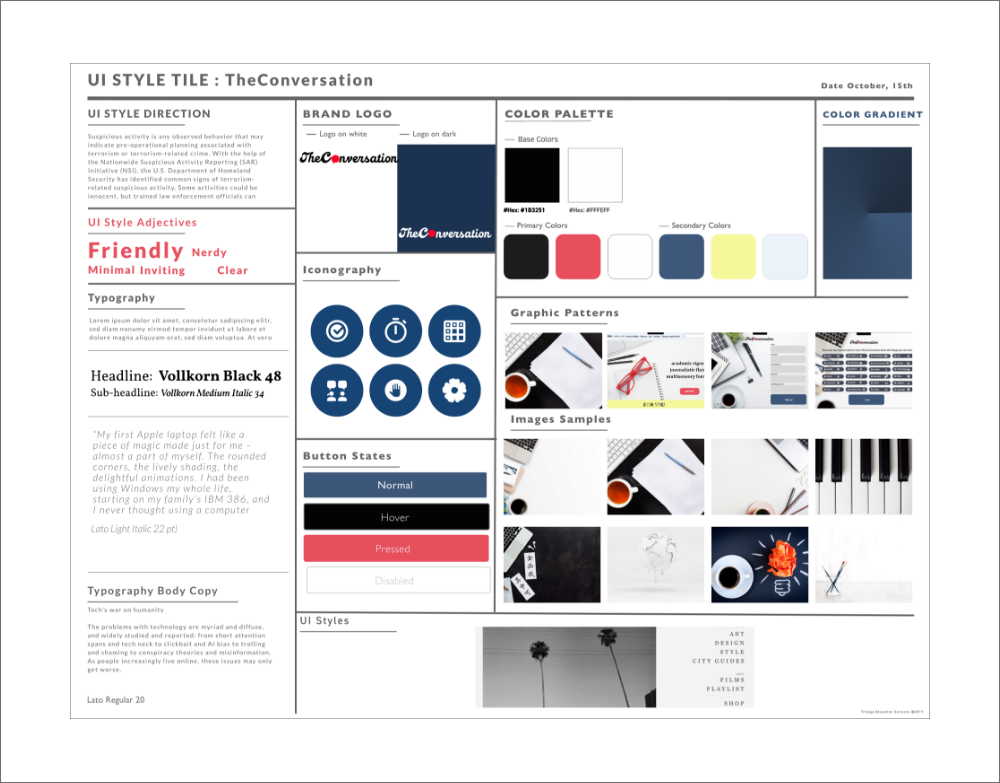 UI STYLE TILE : TheConversation
Date October, 15th
UI STYLE DIRECTION
Suspicious activity is any observed behavior that may
indicate pre-operational planning associated with
terrorism or terrorism-related crime. With the help of
the Nationwide Suspicious Activity Reporting (SAR)
Initiative (NSI), the U.S. Department of Homeland
Security has identified common signs of terrorism-
related suspicious activity. Some activities could be
innocent, but trained law enforcement officials can
UI Style Adjectives
Friendly Nerdy
Minimal Inviting Clear
Typography
Lorem ipsum dolor sit amet, consetetur sadipscing elitr,
sed diam nonumy eirmod tempor invidunt ut labore et
dolore magna aliquyam erat, sed diam voluptua. At vero
Headline: Vollkorn Black 48
Sub-headline: Vollkorn Medium Italic 34
"My first Apple laptop felt like a
piece of magic made just for me –
almost a part of myself. The rounded
corners, the lively shading, the
delightful animations. I had been
using Windows my whole life,
starting on my family's IBM 386, and
I never thought using a computer
Lato Light Italic 22 pt)
Typography Body Copy
Tech's war on humanity
The problems with technology are myriad and diffuse,
and widely studied and reported: from short attention
spans and tech neck to clickbait and AI bias to trolling
and shaming to conspiracy theories and misinformation.
As people increasingly live online, these issues may only
get worse.
Lato Regular 20
BRAND LOGO
Logo on white
Logo on dark
TheConversation
TheConversation
Iconography
Button States
Normal
Hover
Pressed
Disabled
COLOR PALETTE
Base Colors
#Hex: #1B3251
#Hex: #FFFEFF
Primary Colors
Secondary Colors
COLOR GRADIENT
Graphic Patterns
academic rigor
journalistic flair
TheConversation
TheConversation
Images Samples
UI Styles
ART
DESIGN
STYLE
CITY GUIDES
FILMS
PLAYLIST
SHOP
Trilogy Education Services @2019